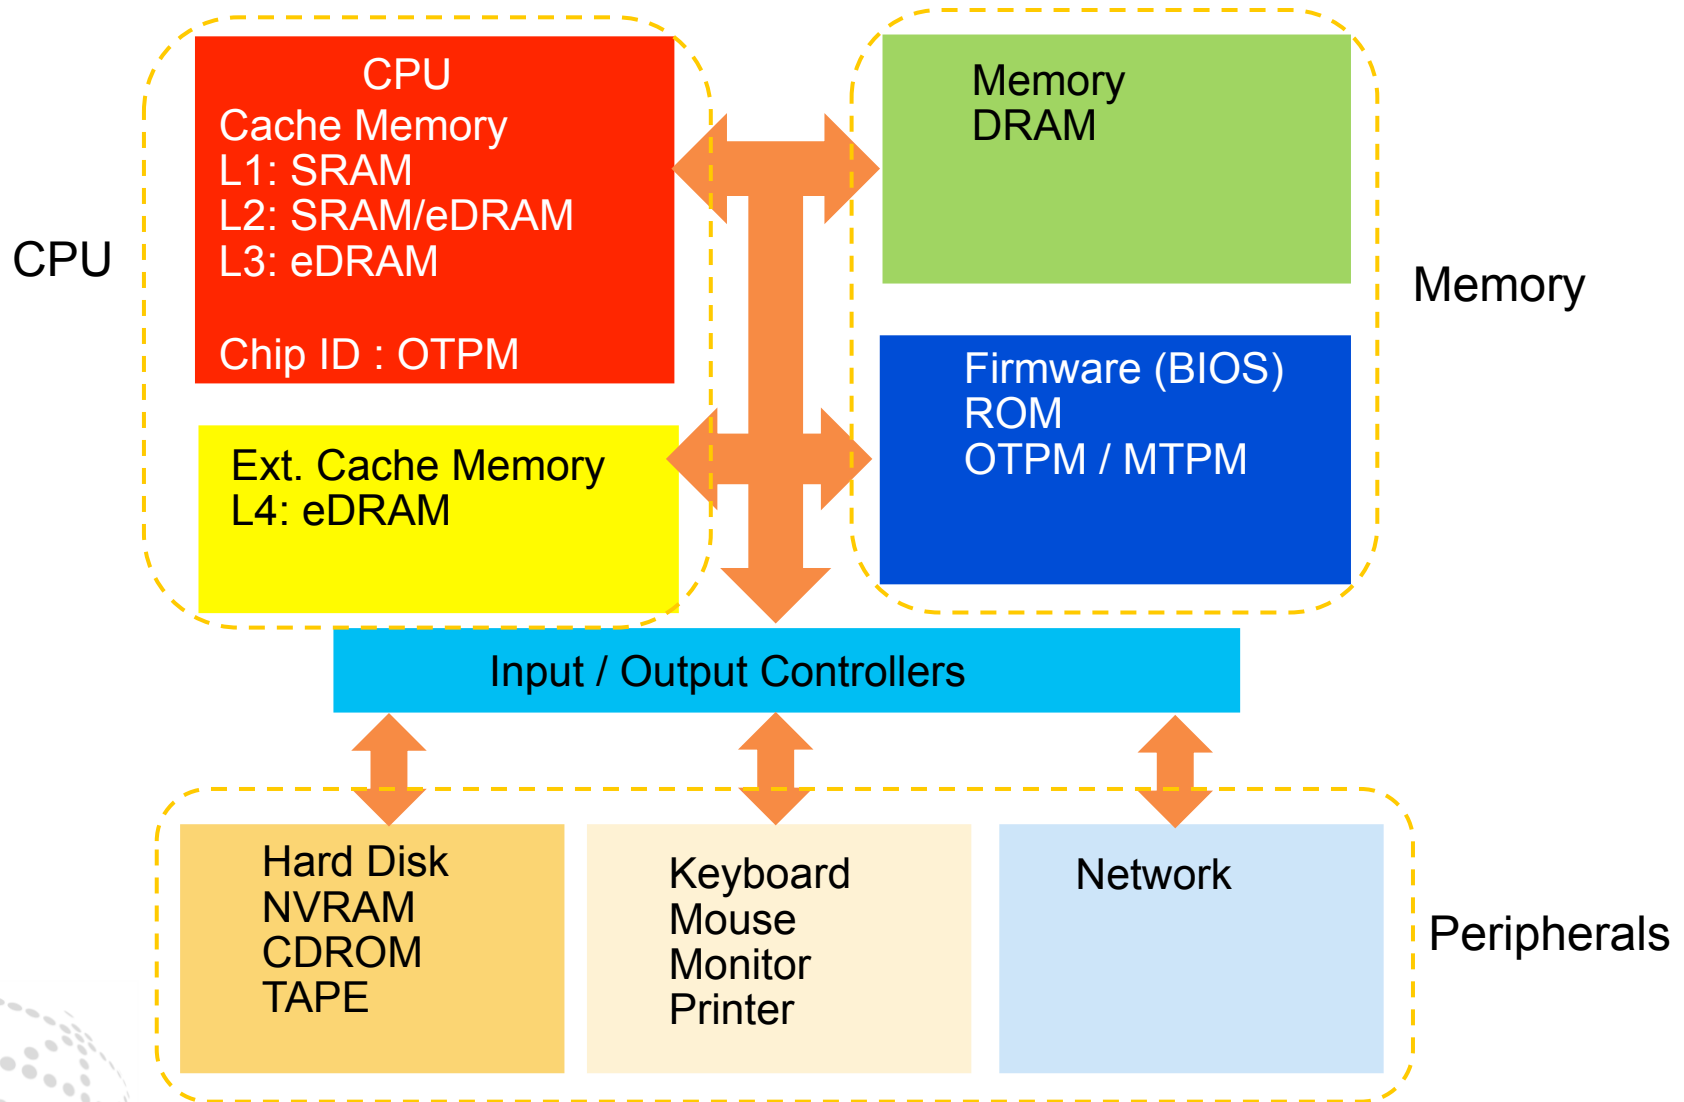 CPU
CPU
Cache Memory
L1: SRAM
L2: SRAM/eDRAM
L3: eDRAM
Chip ID : OTPM
Ext. Cache Memory
L4: eDRAM
Memory
DRAM
Firmware (BIOS)
ROM
OTPM / MTPM
Memory
Input / Output Controllers
Hard Disk
NVRAM
CDROM
TAPE
Keyboard
Mouse
Monitor
Printer
Network
Peripherals